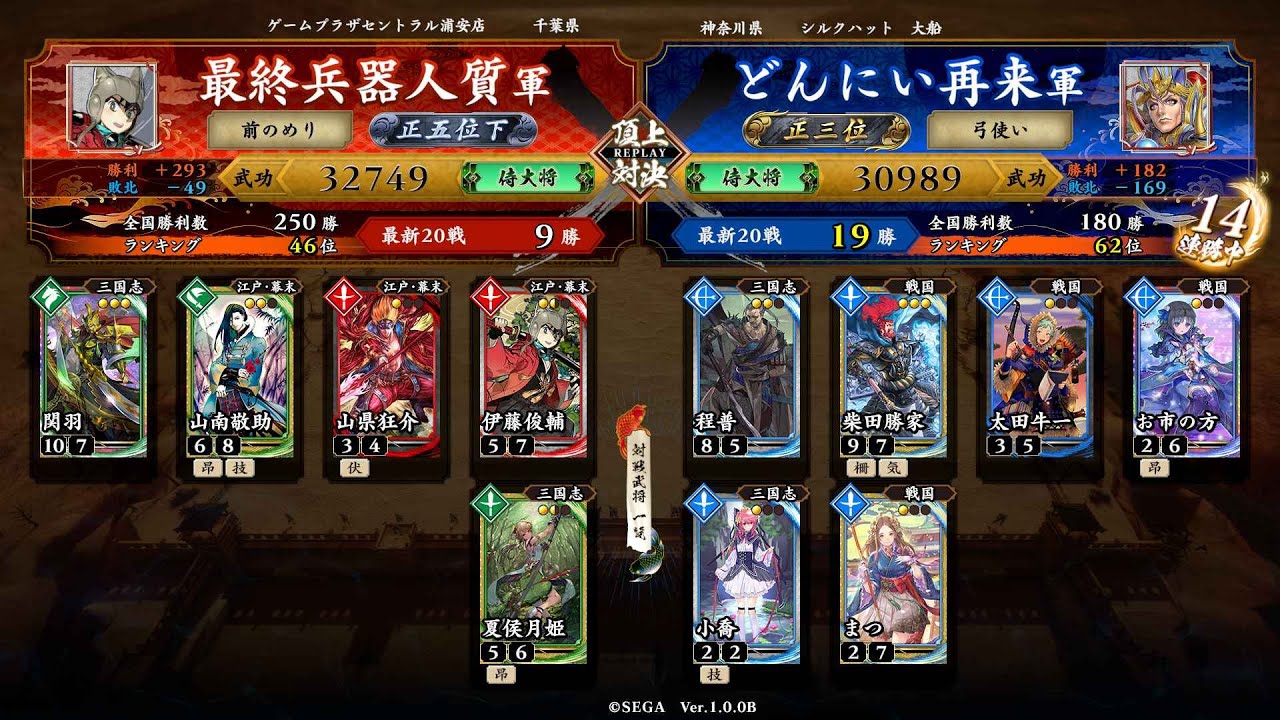 ゲームプラザセントラル浦安店 千葉県
神奈川県 シルクハット 大船
最終兵器人質軍
どんにい再来軍
前のめり 正五位下
正三位 弓使い
頂上
REPLAY
対決
勝利 +293
敗北 -49
武功 32749 侍大将
侍大将 30989 武功
勝利 +182
敗北 -169
全国勝利数 250勝
ランキング 46位
最新20戦 9勝
最新20戦 19勝
全国勝利数 180勝
ランキング 62位
14
連勝中
三国志
関羽
10 7
江戸・幕末
山南敬助
6 8
昂 技
江戸・幕末
山県狂介
3 4
伏
江戸・幕末
伊藤俊輔
5 7
三国志
夏侯月姫
5 6
昂
対戦武将一覧
三国志
程普
8 5
戦国
柴田勝家
9 7
柵 気
戦国
太田牛一
3 5
戦国
お市の方
2 6
昂
三国志
小喬
2 2
技
戦国
まつ
2 7
©SEGA Ver.1.0.0B